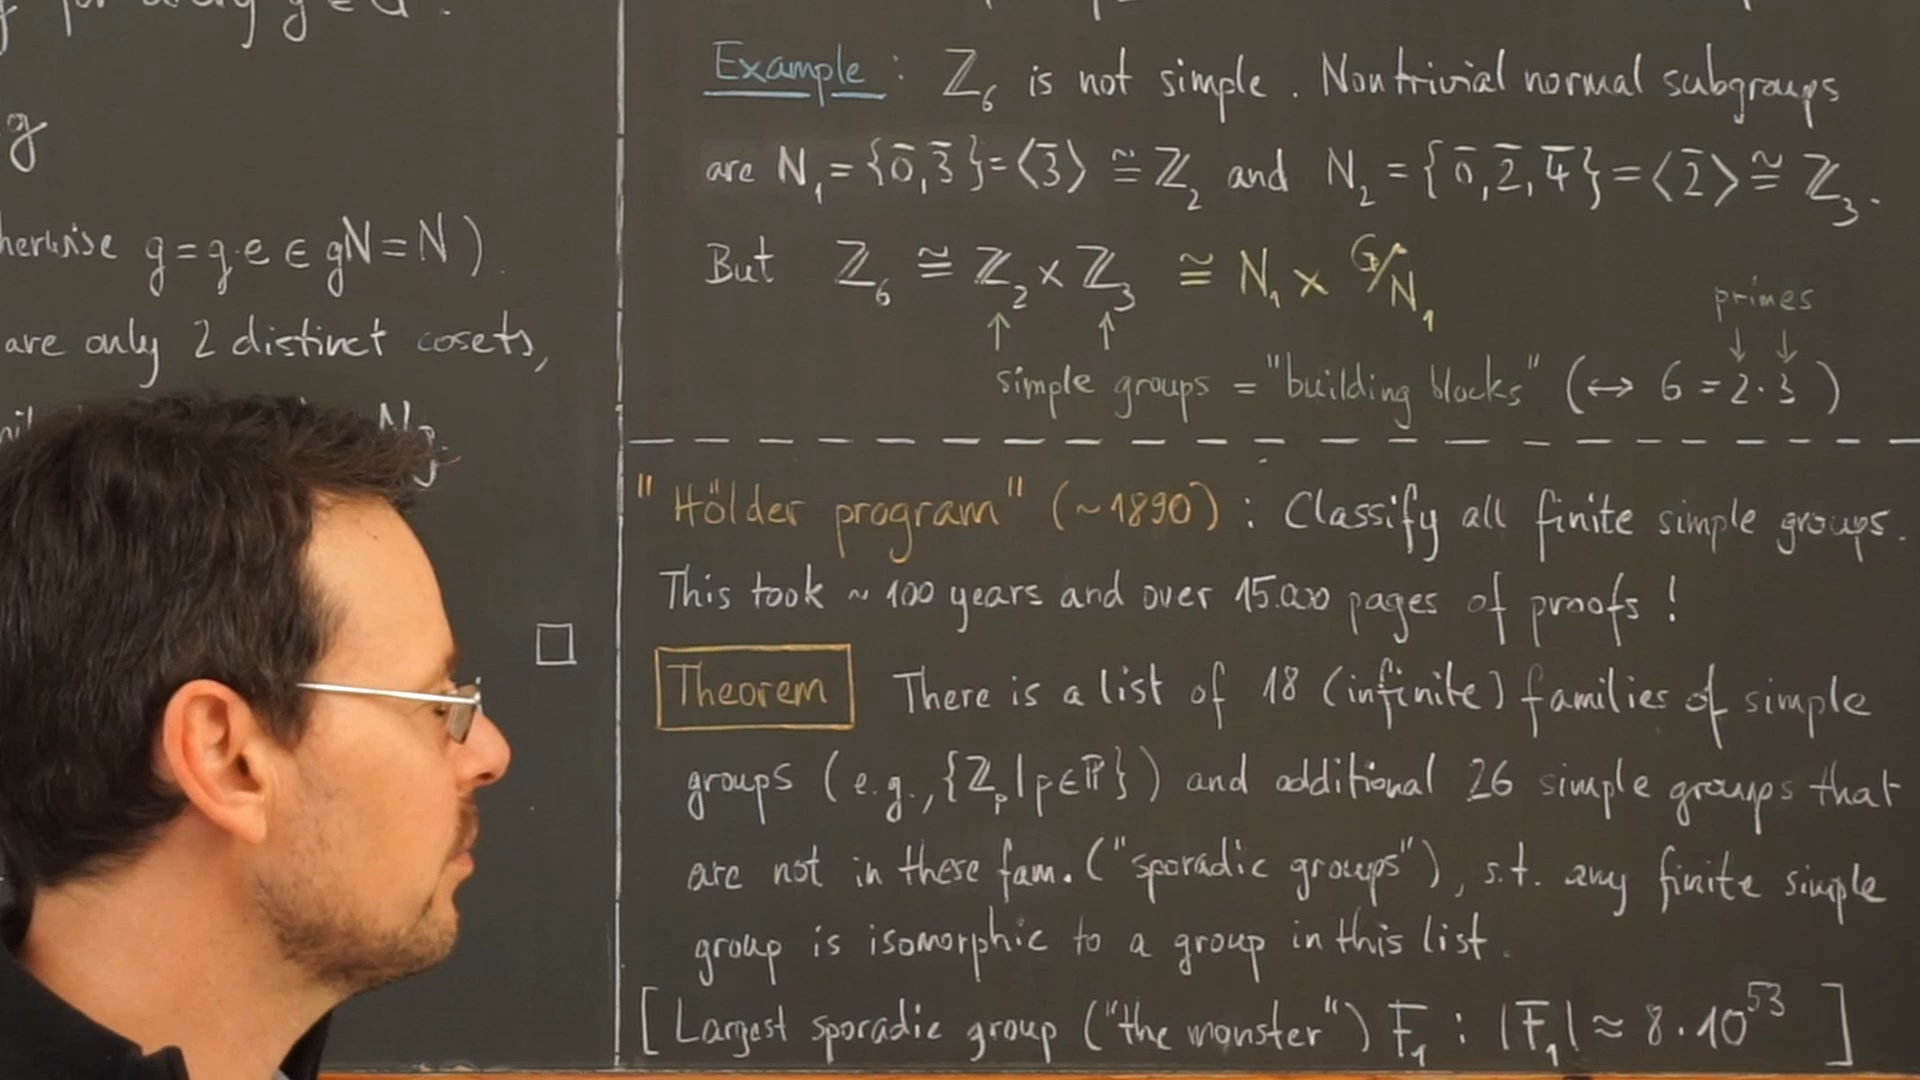 for any g ∈ G.
g
herwise g = g·e ∈ gN = N).
are only 2 distinct cosets,
Ng.
□
Example: ℤ₆ is not simple. Nontrivial normal subgroups
are N₁ = {0̄, 3̄} = ⟨3̄⟩ ≅ ℤ₂ and N₂ = {0̄, 2̄, 4̄} = ⟨2̄⟩ ≅ ℤ₃.
But ℤ₆ ≅ ℤ₂ × ℤ₃ ≅ N₁ × G/N₁
primes
↑ ↑ ↓ ↓
simple groups = "building blocks" (↔ 6 = 2·3)
"Hölder program" (~1890): Classify all finite simple groups.
This took ~ 100 years and over 15.000 pages of proofs!
Theorem There is a list of 18 (infinite) families of simple
groups (e.g., {ℤₚ | p∈ℙ}) and additional 26 simple groups that
are not in these fam. ("sporadic groups"), s.t. any finite simple
group is isomorphic to a group in this list.
[Largest sporadic group ("the monster") F₁ : |F₁| ≈ 8·10⁵³ ]